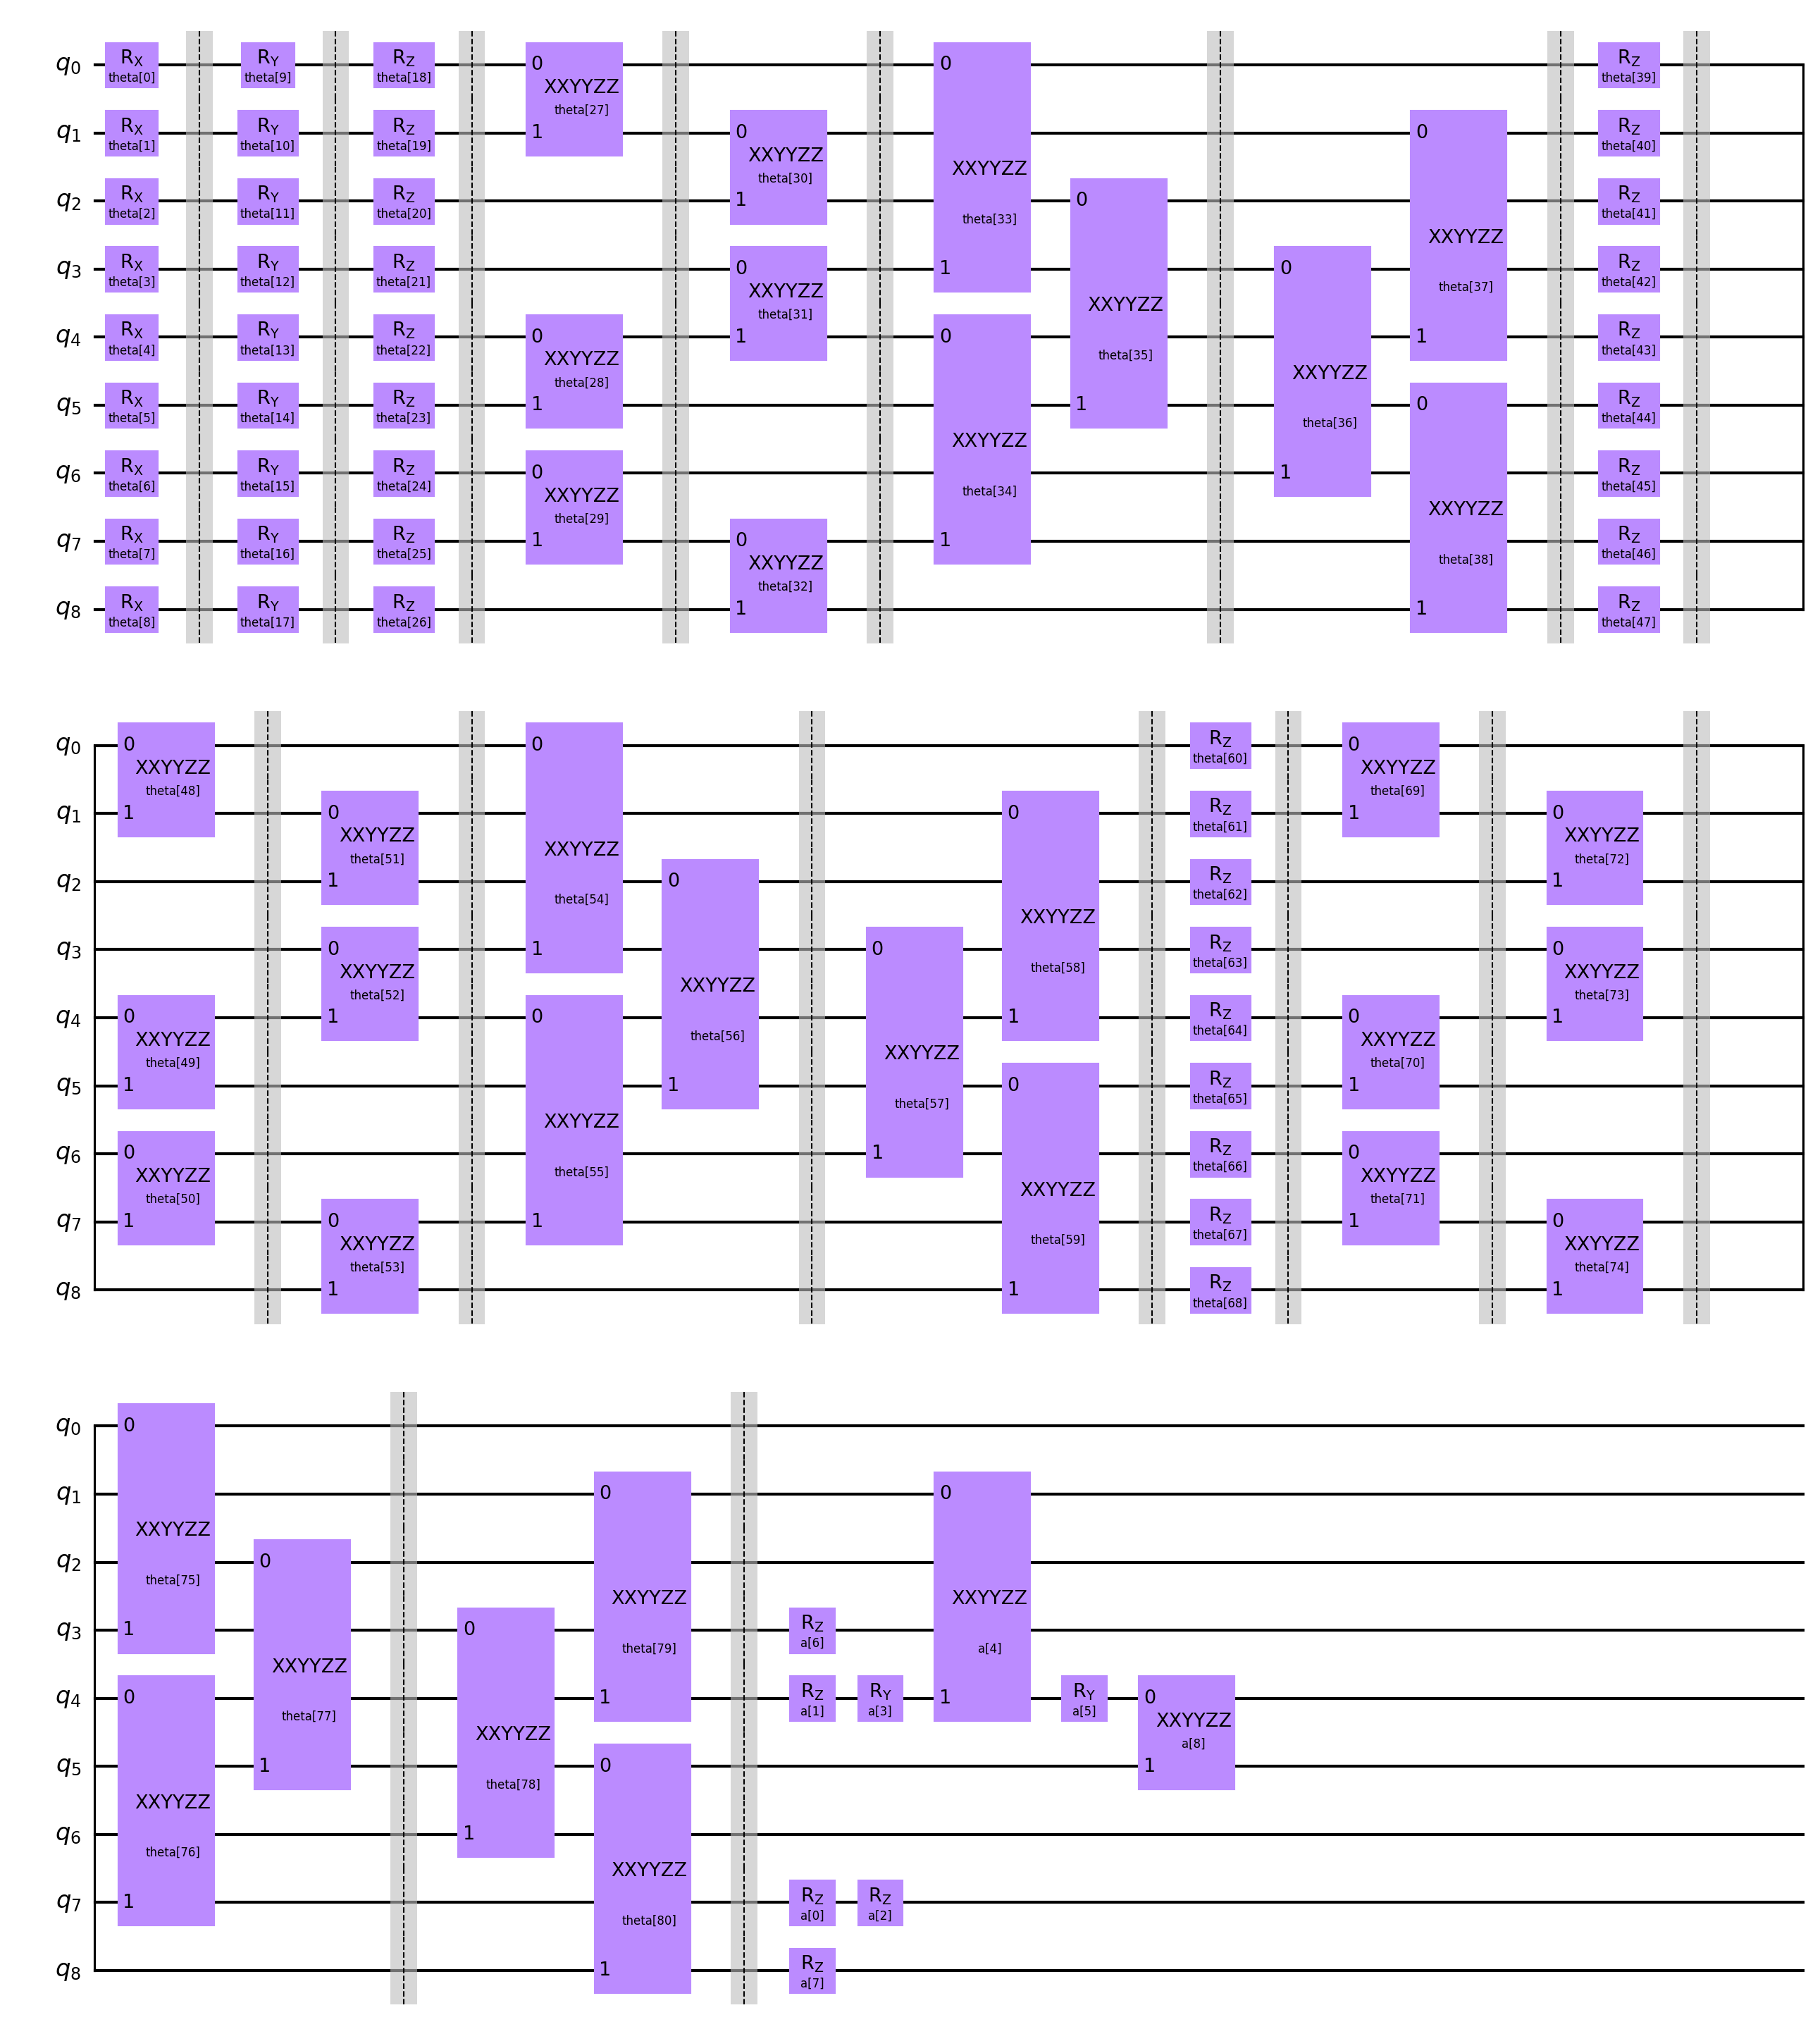 q0 RX RY RZ 0 0 RZ
theta[0] theta[9] theta[18] theta[39]
XXYYZZ
theta[27]
q1 RX RY RZ 1 0 0 RZ
theta[1] theta[10] theta[19] theta[40]
XXYYZZ XXYYZZ
theta[30]
q2 RX RY RZ 1 0 RZ
theta[2] theta[11] theta[20] theta[33] theta[41]
XXYYZZ
q3 RX RY RZ 0 1 0 RZ
theta[3] theta[12] theta[21] theta[37] theta[42]
XXYYZZ XXYYZZ
theta[31]
q4 RX RY RZ 0 1 0 1 RZ
theta[4] theta[13] theta[22] theta[35] theta[43]
XXYYZZ XXYYZZ
theta[28]
q5 RX RY RZ 1 1 0 RZ
theta[5] theta[14] theta[23] theta[36] theta[44]
XXYYZZ
q6 RX RY RZ 0 1 RZ
theta[6] theta[15] theta[24] theta[34] theta[45]
XXYYZZ XXYYZZ
theta[29]
q7 RX RY RZ 1 0 1 RZ
theta[7] theta[16] theta[25] theta[38] theta[46]
XXYYZZ
theta[32]
q8 RX RY RZ 1 1 RZ
theta[8] theta[17] theta[26] theta[47]
q0 0 0 RZ 0
theta[60]
XXYYZZ XXYYZZ
theta[48] theta[69]
q1 1 0 0 RZ 1 0
theta[61]
XXYYZZ XXYYZZ XXYYZZ
theta[51] theta[72]
q2 1 0 RZ 1
theta[54] theta[62]
XXYYZZ
q3 0 1 0 RZ 0
theta[58] theta[63]
XXYYZZ XXYYZZ XXYYZZ
theta[52] theta[73]
q4 0 1 0 1 RZ 0 1
theta[56] theta[64]
XXYYZZ XXYYZZ XXYYZZ
theta[49] theta[70]
q5 1 1 0 RZ 1
theta[57] theta[65]
XXYYZZ
q6 0 1 RZ 0
theta[55] theta[66]
XXYYZZ XXYYZZ XXYYZZ
theta[50] theta[71]
q7 1 0 1 RZ 1 0
theta[59] theta[67]
XXYYZZ XXYYZZ
theta[53] theta[74]
q8 1 1 RZ 1
theta[68]
q0 0
q1 0 0
XXYYZZ
q2 0
theta[75]
XXYYZZ XXYYZZ
q3 1 0 RZ
theta[79] a[6] a[4]
XXYYZZ
q4 0 1 RZ RY 1 RY 0
theta[77] a[1] a[3] a[5]
XXYYZZ XXYYZZ
a[8]
q5 1 0 1
theta[78]
XXYYZZ
q6 1
theta[76]
XXYYZZ
q7 1 RZ RZ
theta[80] a[0] a[2]
q8 1 RZ
a[7]